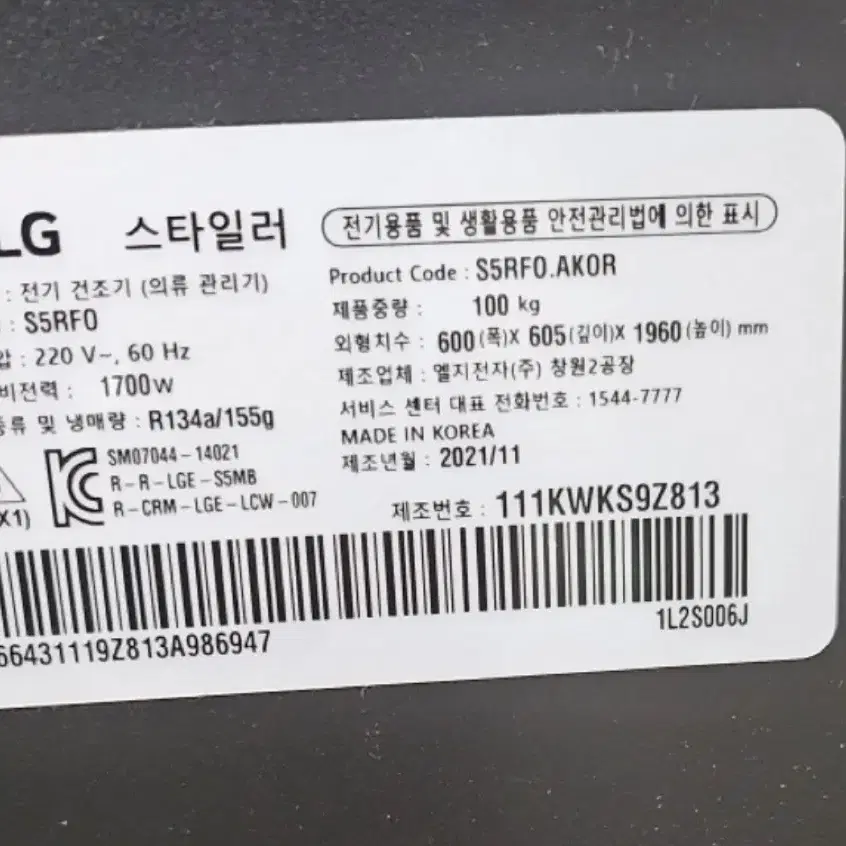 LG 스타일러
전기용품 및 생활용품 안전관리법에 의한 표시
: 전기 건조기 (의류 관리기)
: S5RFO
압 : 220 V~, 60 Hz
비전력 : 1700W
종류 및 냉매량 : R134a/155g
SM07044-14021
R-R-LGE-S5MB
R-CRM-LGE-LCW-007
X1)
Product Code : S5RFO.AKOR
제품중량 : 100 kg
외형치수 : 600(폭)X 605(깊이)X 1960(높이) mm
제조업체 : 엘지전자(주) 창원2공장
서비스 센터 대표 전화번호 : 1544-7777
MADE IN KOREA
제조년월 : 2021/11
제조번호 : 111KWKS9Z813
66431119Z813A986947
1L2S006J